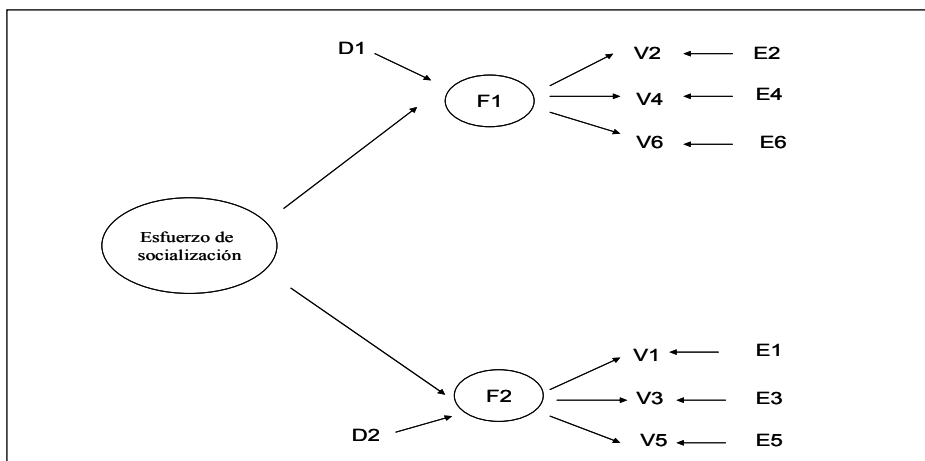 D1
F1
V2
E2
V4
E4
V6
E6
Esfuerzo de
socialización
F2
D2
V1
E1
V3
E3
V5
E5